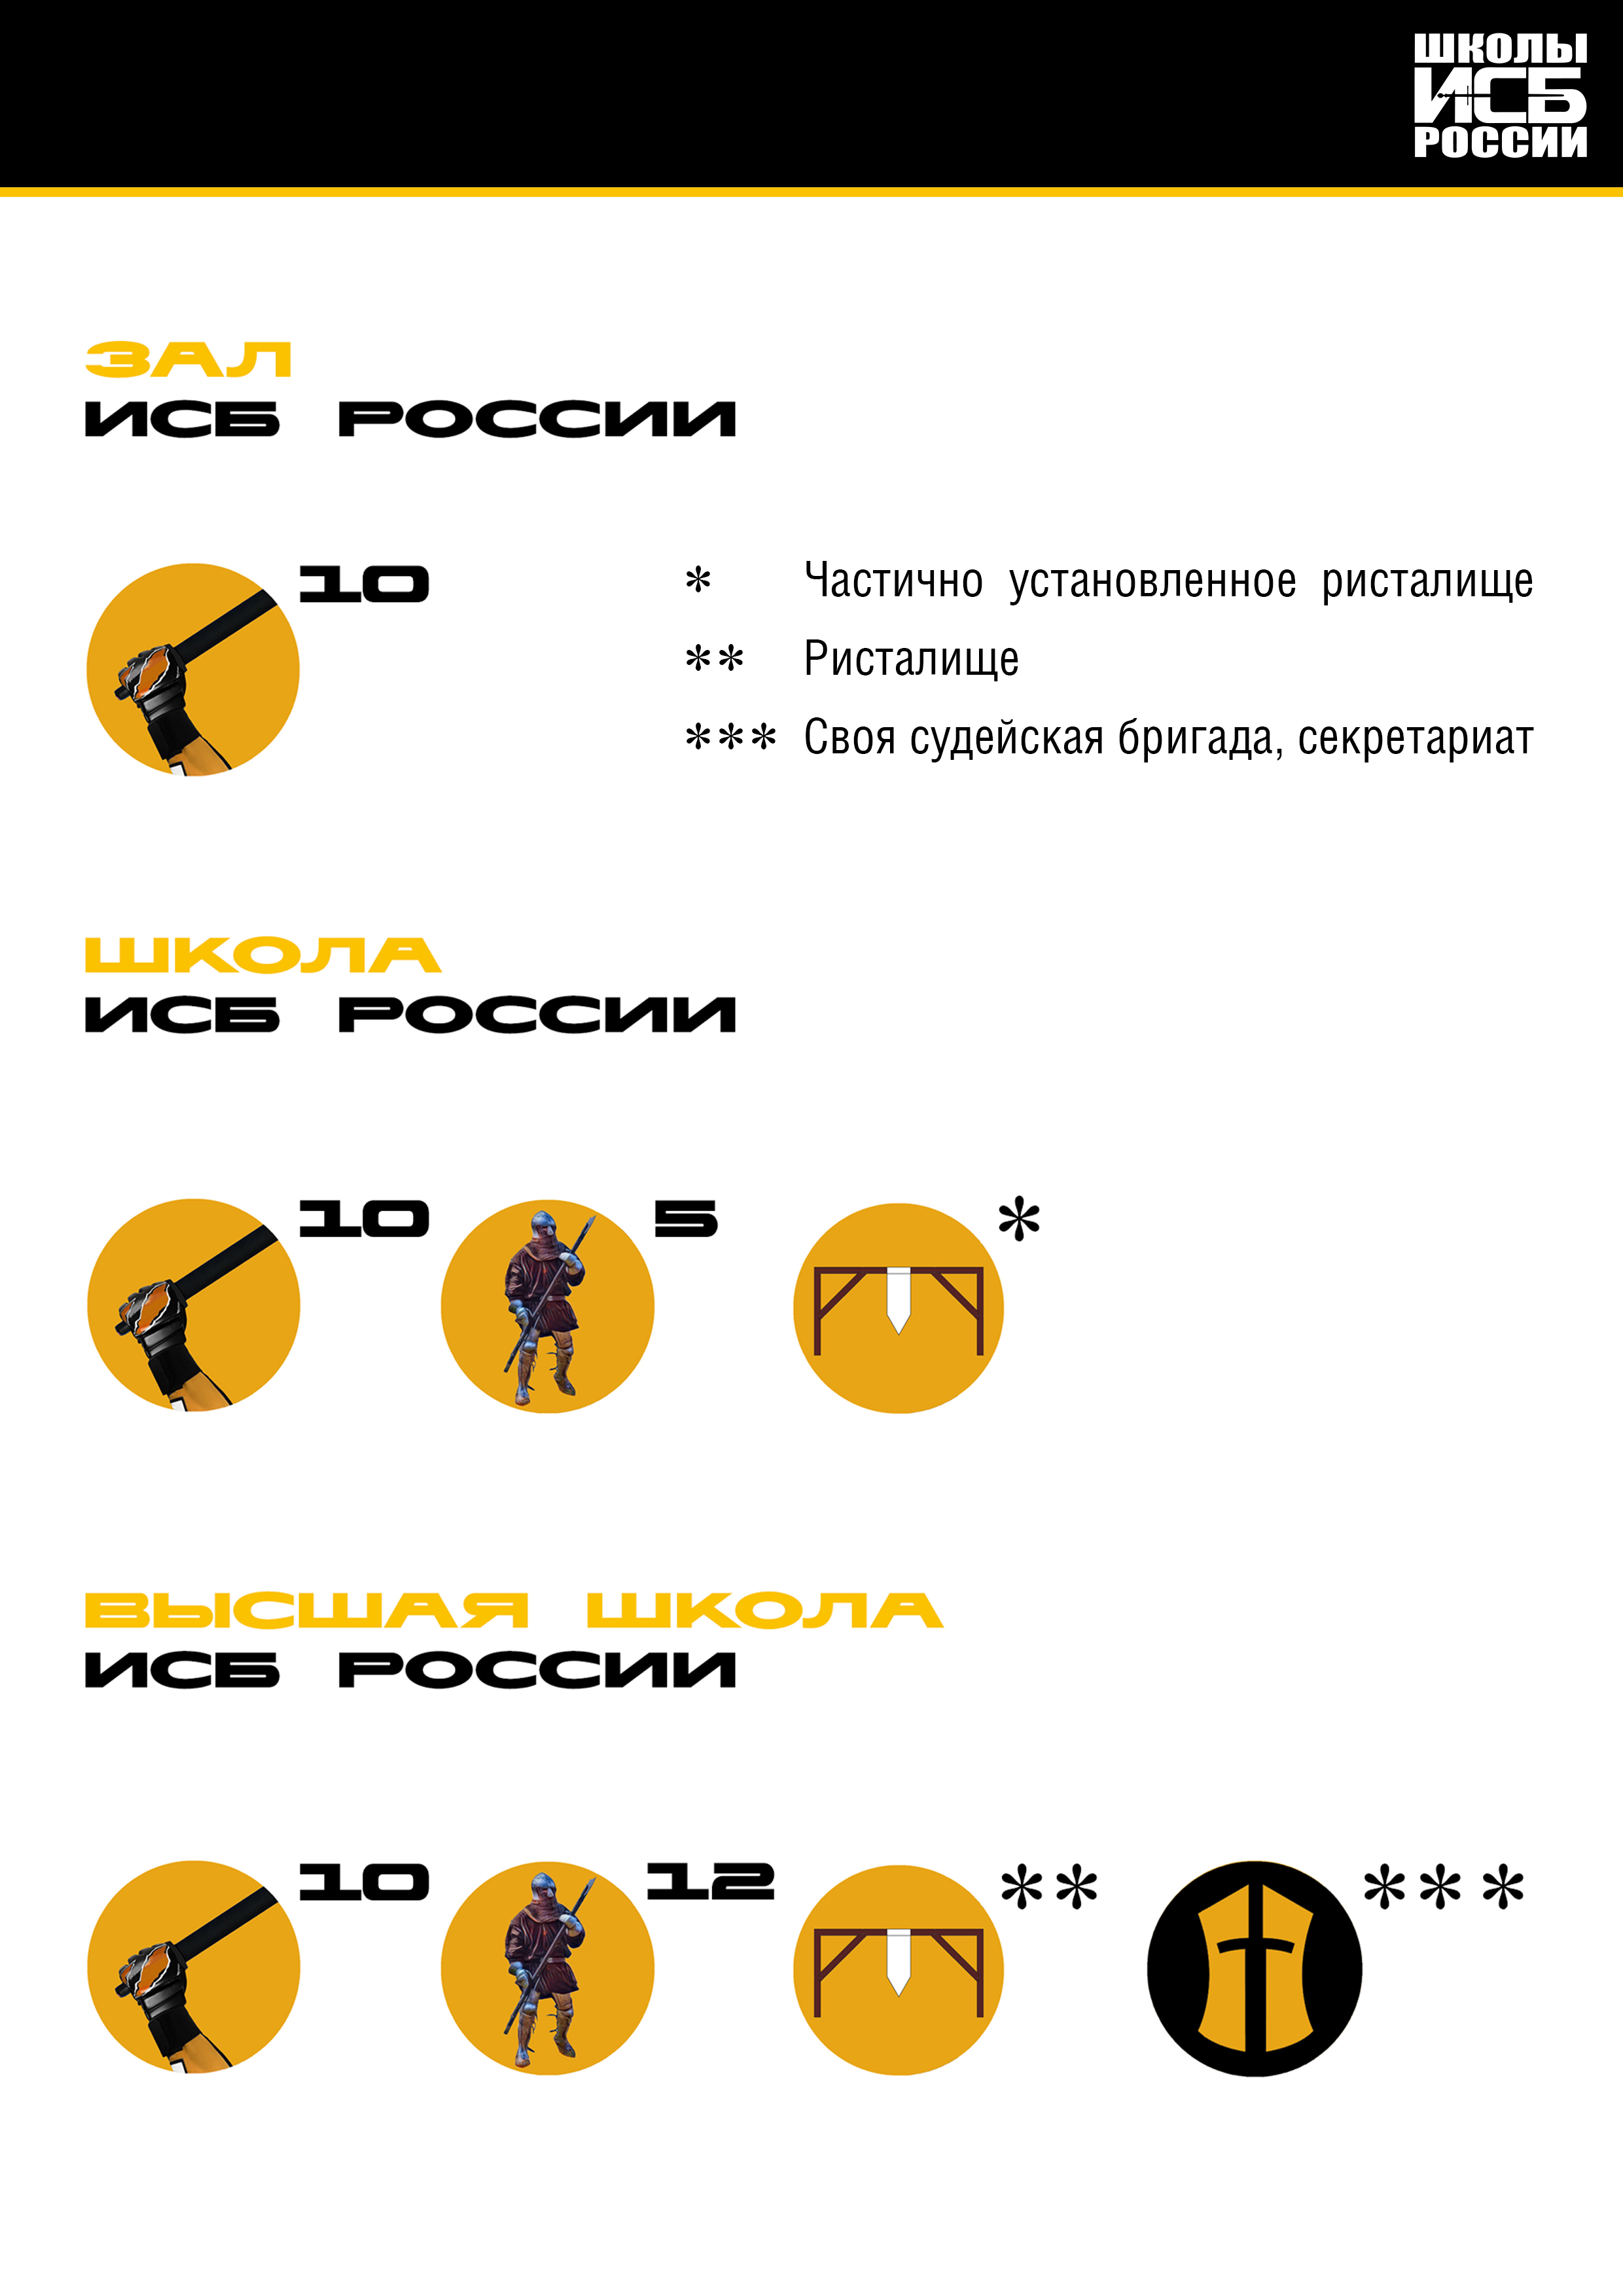 ШКОЛЫ
ИСБ
РОССИИ
ЗАЛ
ИСБ РОССИИ
10
* Частично установленное ристалище
** Ристалище
*** Своя судейская бригада, секретариат
ШКОЛА
ИСБ РОССИИ
10 5 *
ВЫСШАЯ ШКОЛА
ИСБ РОССИИ
10 12 ** ***